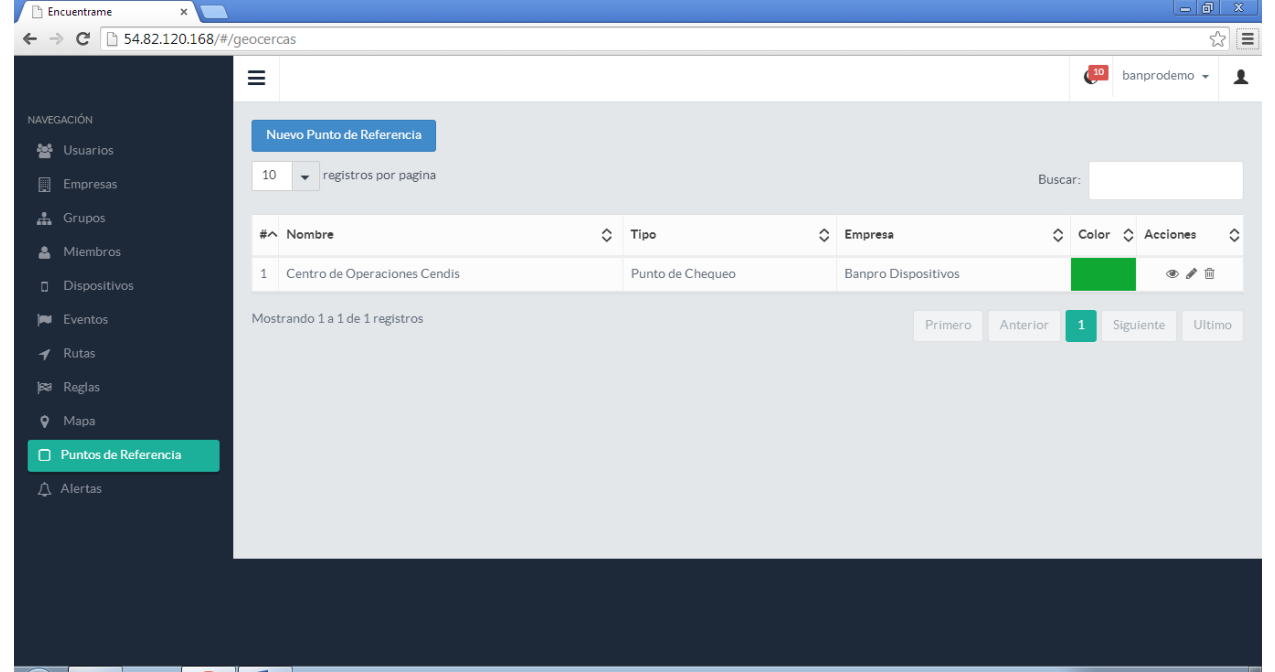 Encuentrame
54.82.120.168/#/geocercas
10
banprodemo
NAVEGACIÓN
Usuarios
Empresas
Grupos
Miembros
Dispositivos
Eventos
Rutas
Reglas
Mapa
Puntos de Referencia
Alertas
Nuevo Punto de Referencia
10 registros por pagina
Buscar:
# Nombre Tipo Empresa Color Acciones
1 Centro de Operaciones Cendis Punto de Chequeo Banpro Dispositivos
Mostrando 1 a 1 de 1 registros
Primero Anterior 1 Siguiente Ultimo